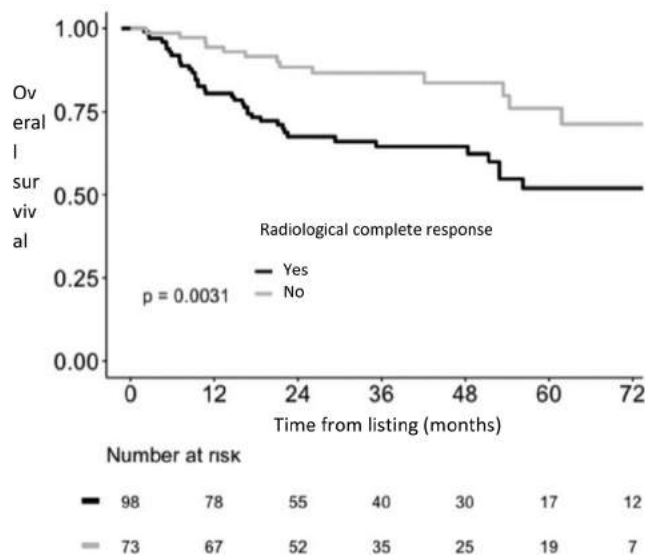 1.00
0.75
0.50
0.25
0.00
Ov
eral
l
sur
viv
al
Radiological complete response
Yes
No
p = 0.0031
0 12 24 36 48 60 72
Time from listing (months)
Number at risk
98 78 55 40 30 17 12
73 67 52 35 25 19 7